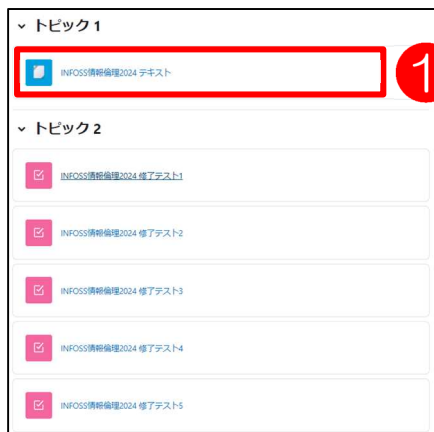 トピック 1
INFOSS情報倫理2024 テキスト
1
トピック 2
INFOSS情報倫理2024 修了テスト1
INFOSS情報倫理2024 修了テスト2
INFOSS情報倫理2024 修了テスト3
INFOSS情報倫理2024 修了テスト4
INFOSS情報倫理2024 修了テスト5